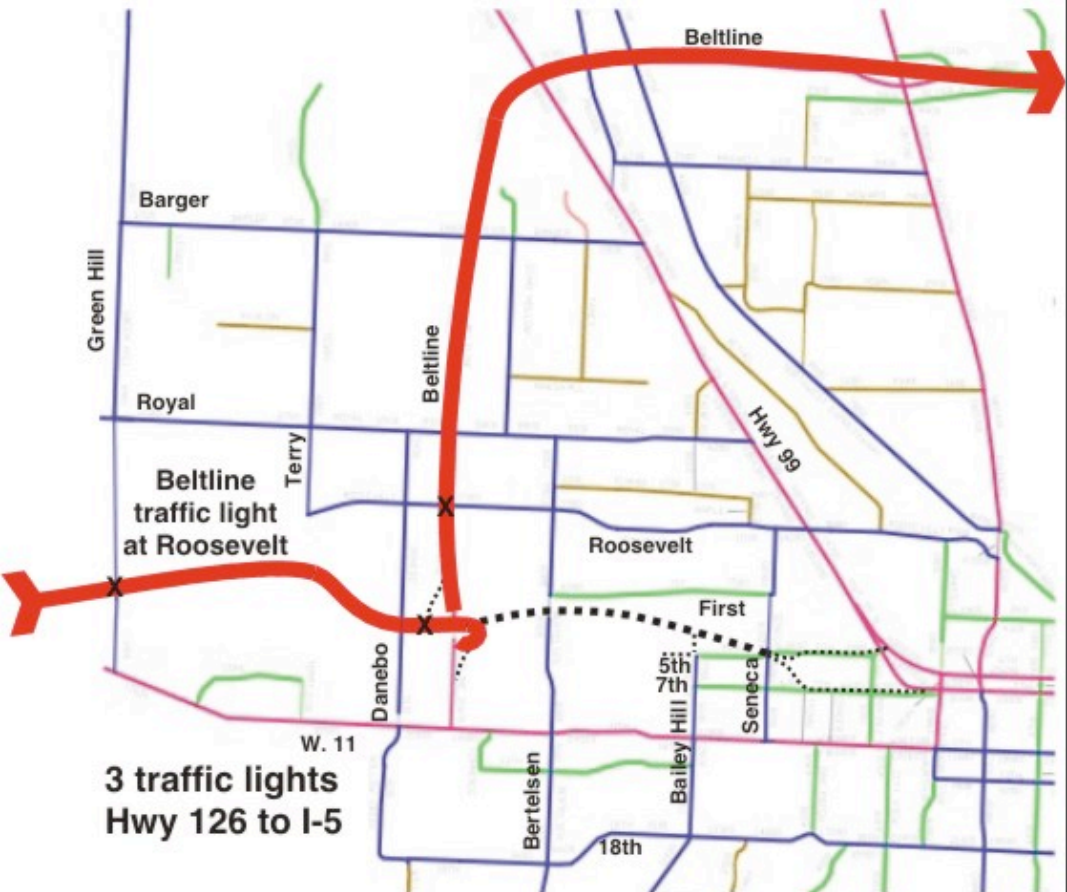 Beltline
Barger
Green Hill
Beltline
Royal
Hwy 99
Terry
Beltline
traffic light
at Roosevelt
X
X
X
Roosevelt
First
5th
7th
Danebo
Seneca
Bailey Hill
W. 11
Bertelsen
3 traffic lights
Hwy 126 to I-5
18th